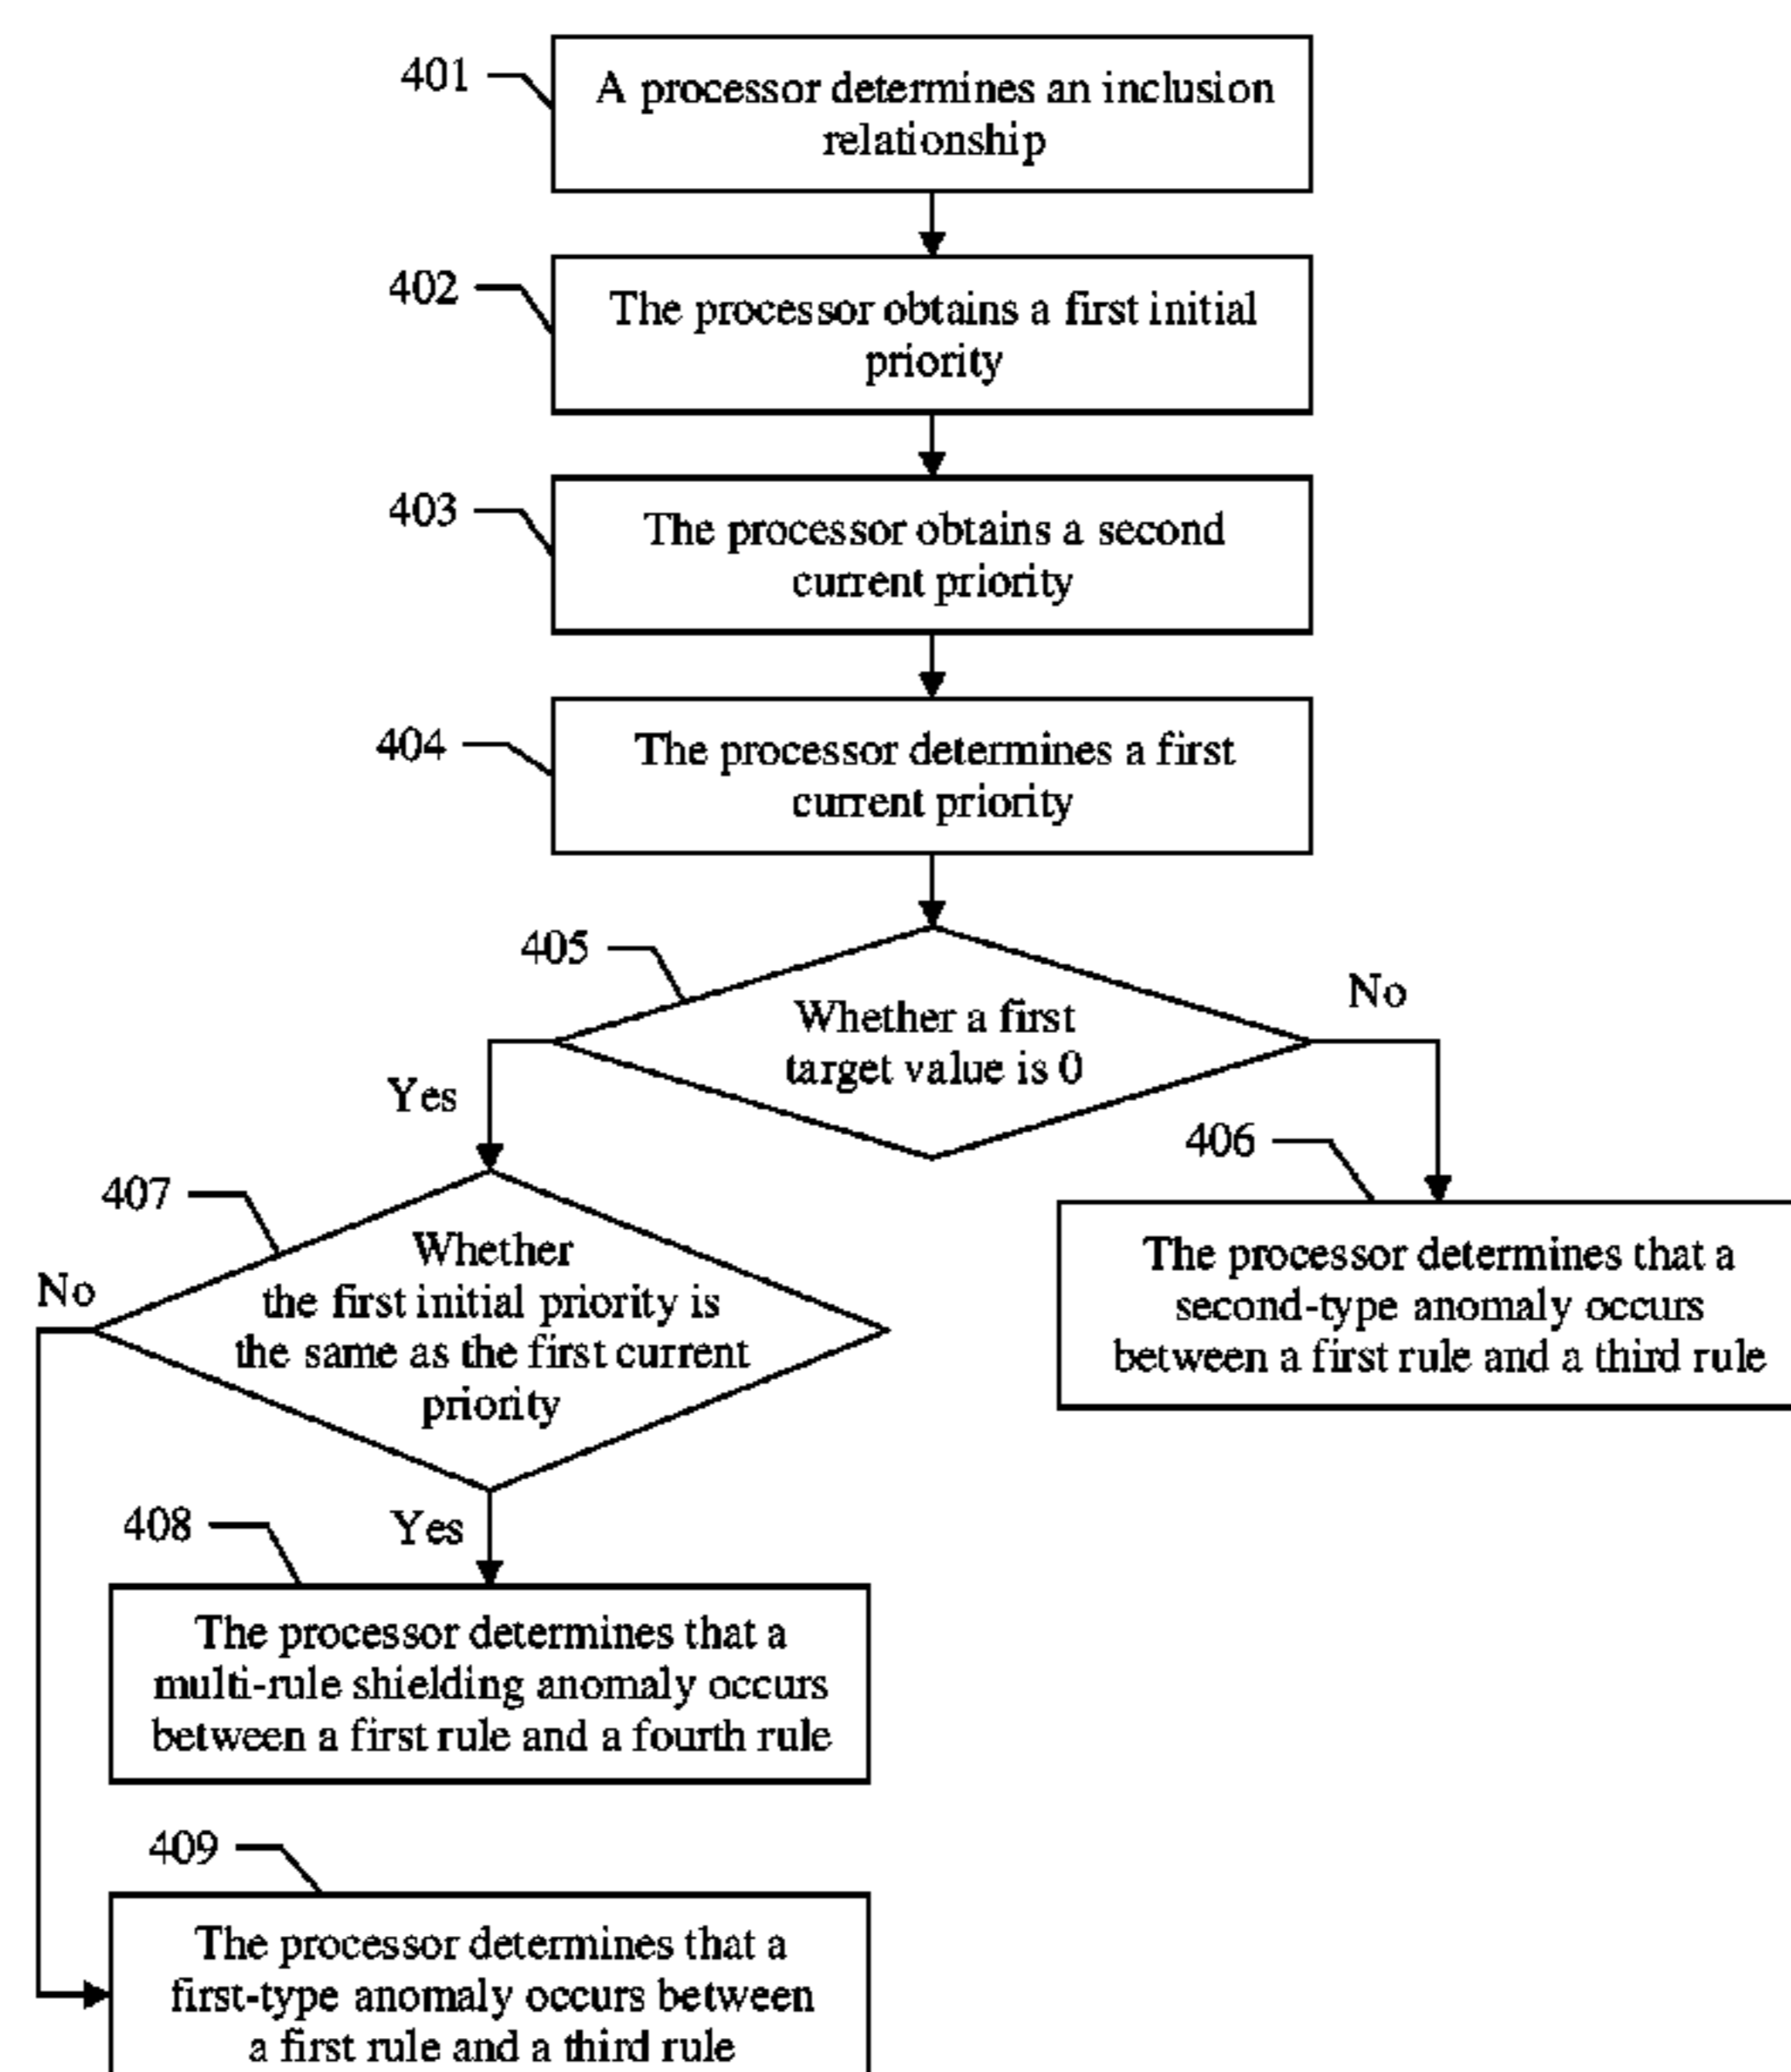 401
A processor determines an inclusion
relationship
402
The processor obtains a first initial
priority
403
The processor obtains a second
current priority
404
The processor determines a first
current priority
405
Whether a first
target value is 0
No
Yes
406
The processor determines that a
second-type anomaly occurs
between a first rule and a third rule
407
Whether
the first initial priority is
the same as the first current
priority
No
Yes
408
The processor determines that a
multi-rule shielding anomaly occurs
between a first rule and a fourth rule
409
The processor determines that a
first-type anomaly occurs between
a first rule and a third rule